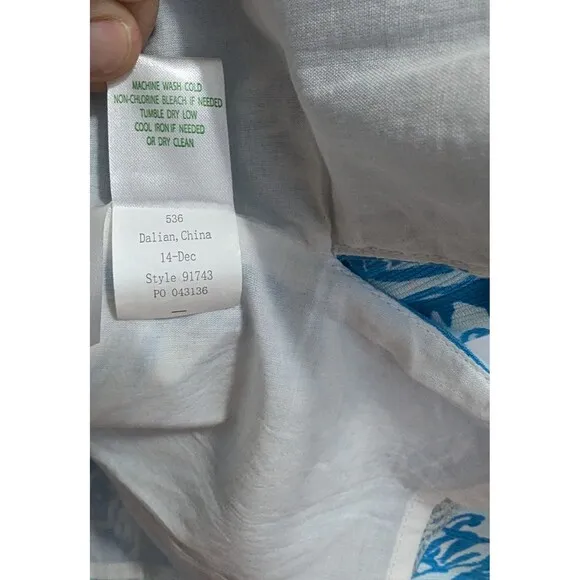 MACHINE WASH COLD
NON-CHLORINE BLEACH IF NEEDED
TUMBLE DRY LOW
COOL IRON IF NEEDED
OR DRY CLEAN
536
Dalian, China
14-Dec
Style 91743
PO 043136